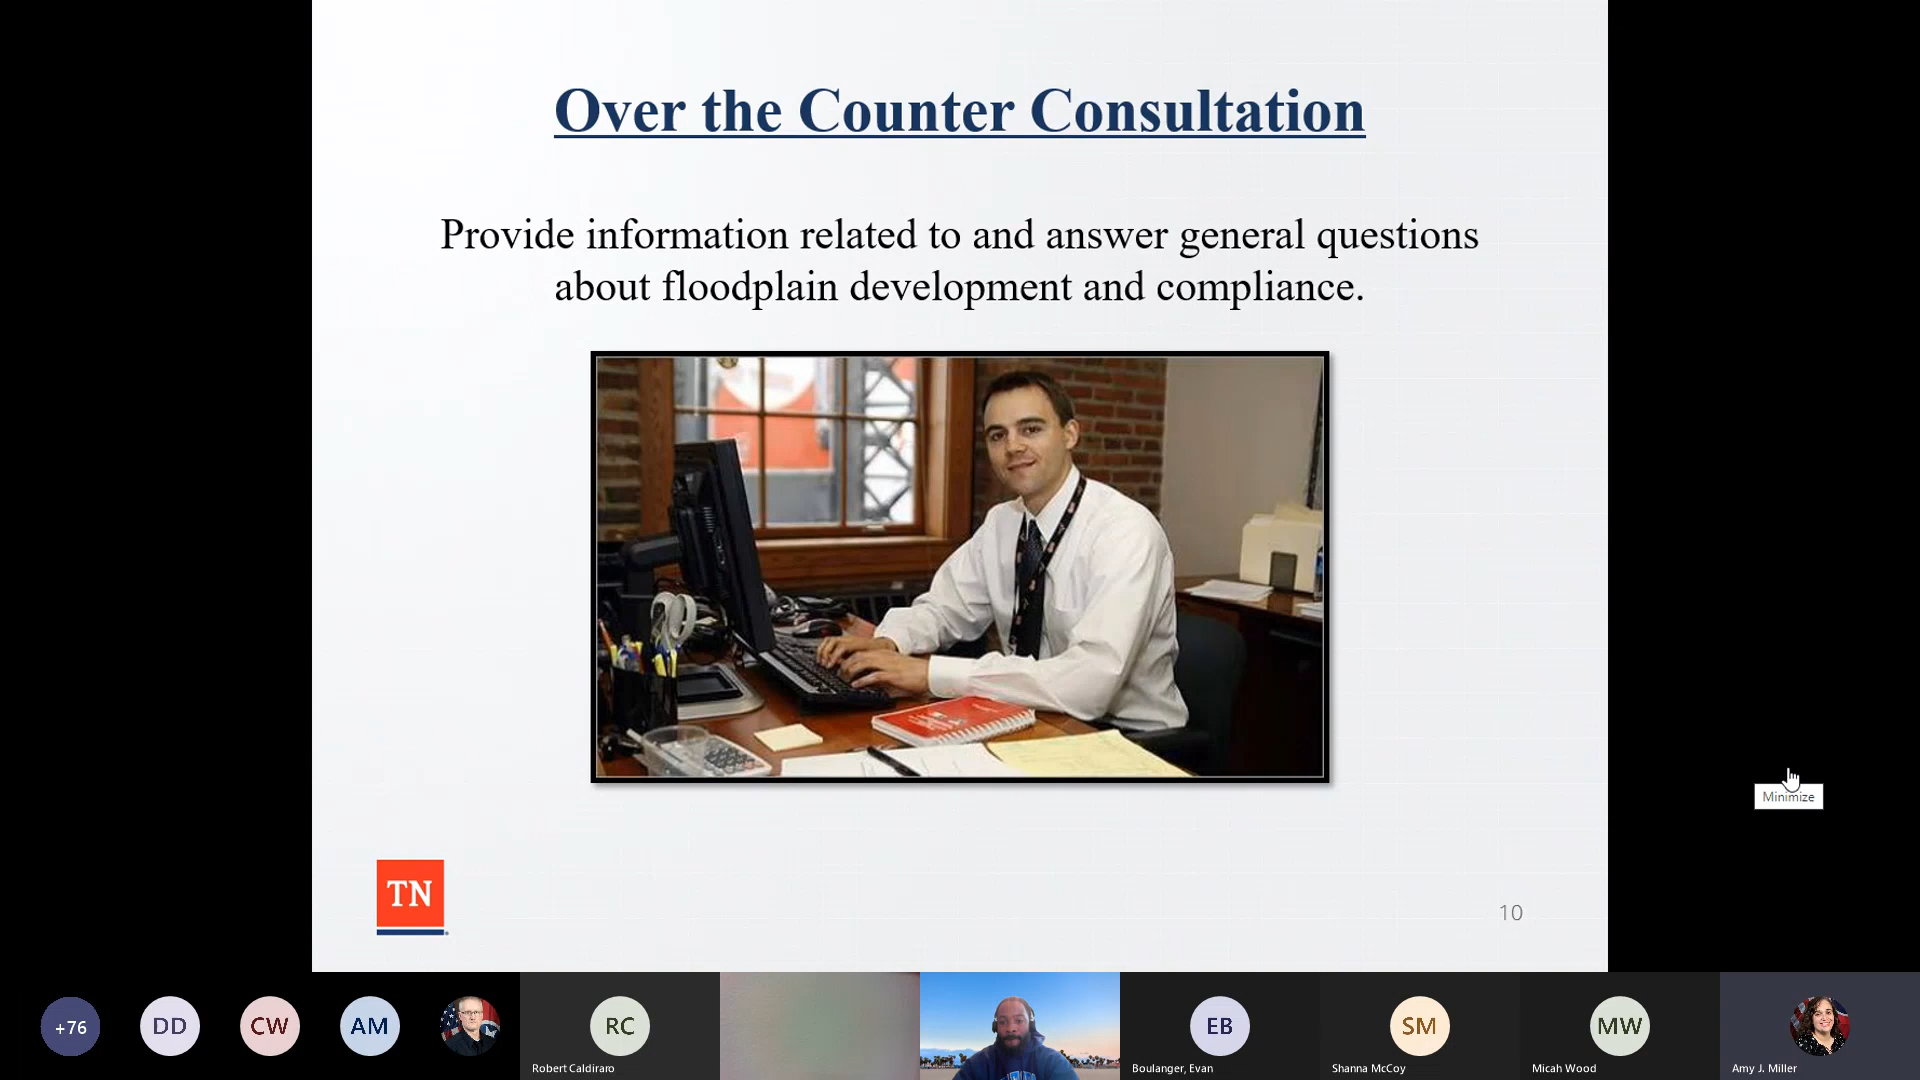 Over the Counter Consultation
Provide information related to and answer general questions
about floodplain development and compliance.
Minimize
TN
10
+76
DD
CW
AM
RC
EB
SM
MW
Robert Caldiraro
Boulanger, Evan
Shanna McCoy
Micah Wood
Amy J. Miller